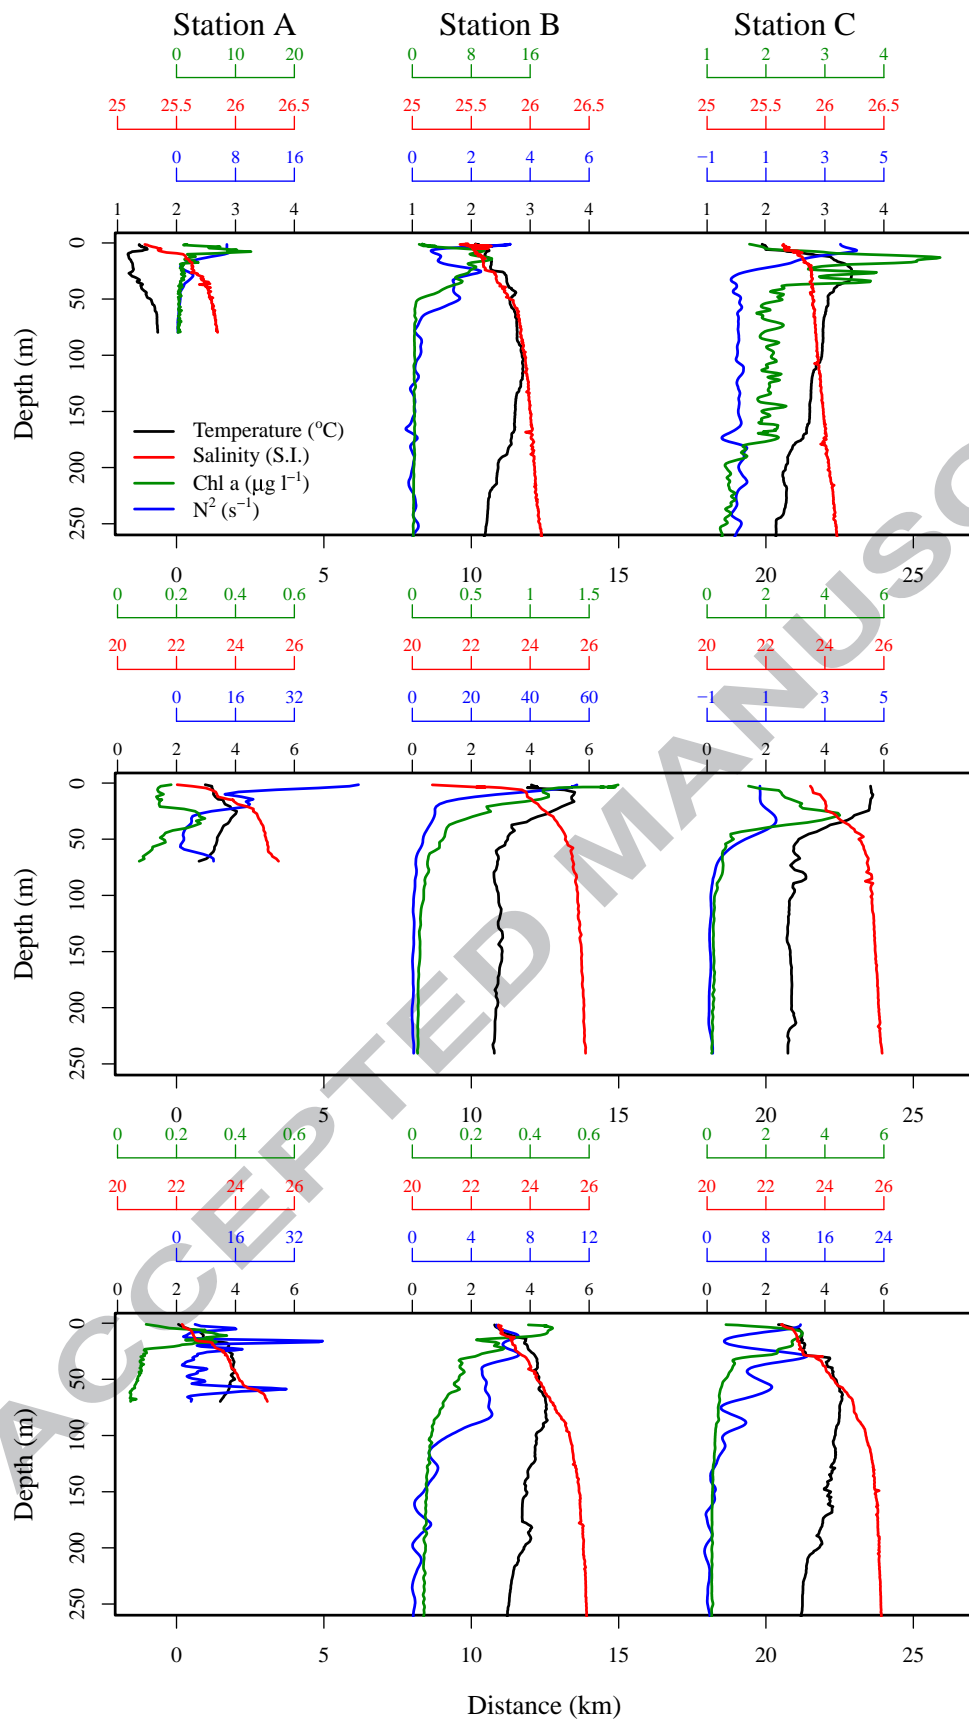 Station A Station B Station C
0 10 20 0 8 16 1 2 3 4
25 25.5 26 26.5 25 25.5 26 26.5 25 25.5 26 26.5
0 8 16 0 2 4 6 −1 1 3 5
1 2 3 4 0 1 2 3 1 2 3 4
Depth (m)
0 50 100 150 200 250
Temperature (°C)
Salinity (S.I.)
Chl a (μg l⁻¹)
N² (s⁻¹)
0 5 10 15 20 25
0 0.2 0.4 0.6 0 0.5 1 1.5 0 2 4 6
20 22 24 26 20 22 24 26 20 22 24 26
0 16 32 0 20 40 60 −1 1 3 5
0 2 4 6 0 2 4 6 0 2 4 6
Depth (m)
0 50 100 150 200 250
0 5 10 15 20 25
0 0.2 0.4 0.6 0 0.2 0.4 0.6 0 2 4 6
20 22 24 26 20 22 24 26 20 22 24 26
0 16 32 0 4 8 12 0 8 16 24
0 2 4 6 0 2 4 6 0 2 4 6
Depth (m)
0 50 100 150 200 250
0 5 10 15 20 25
Distance (km)
ACCEPTED MANUSC